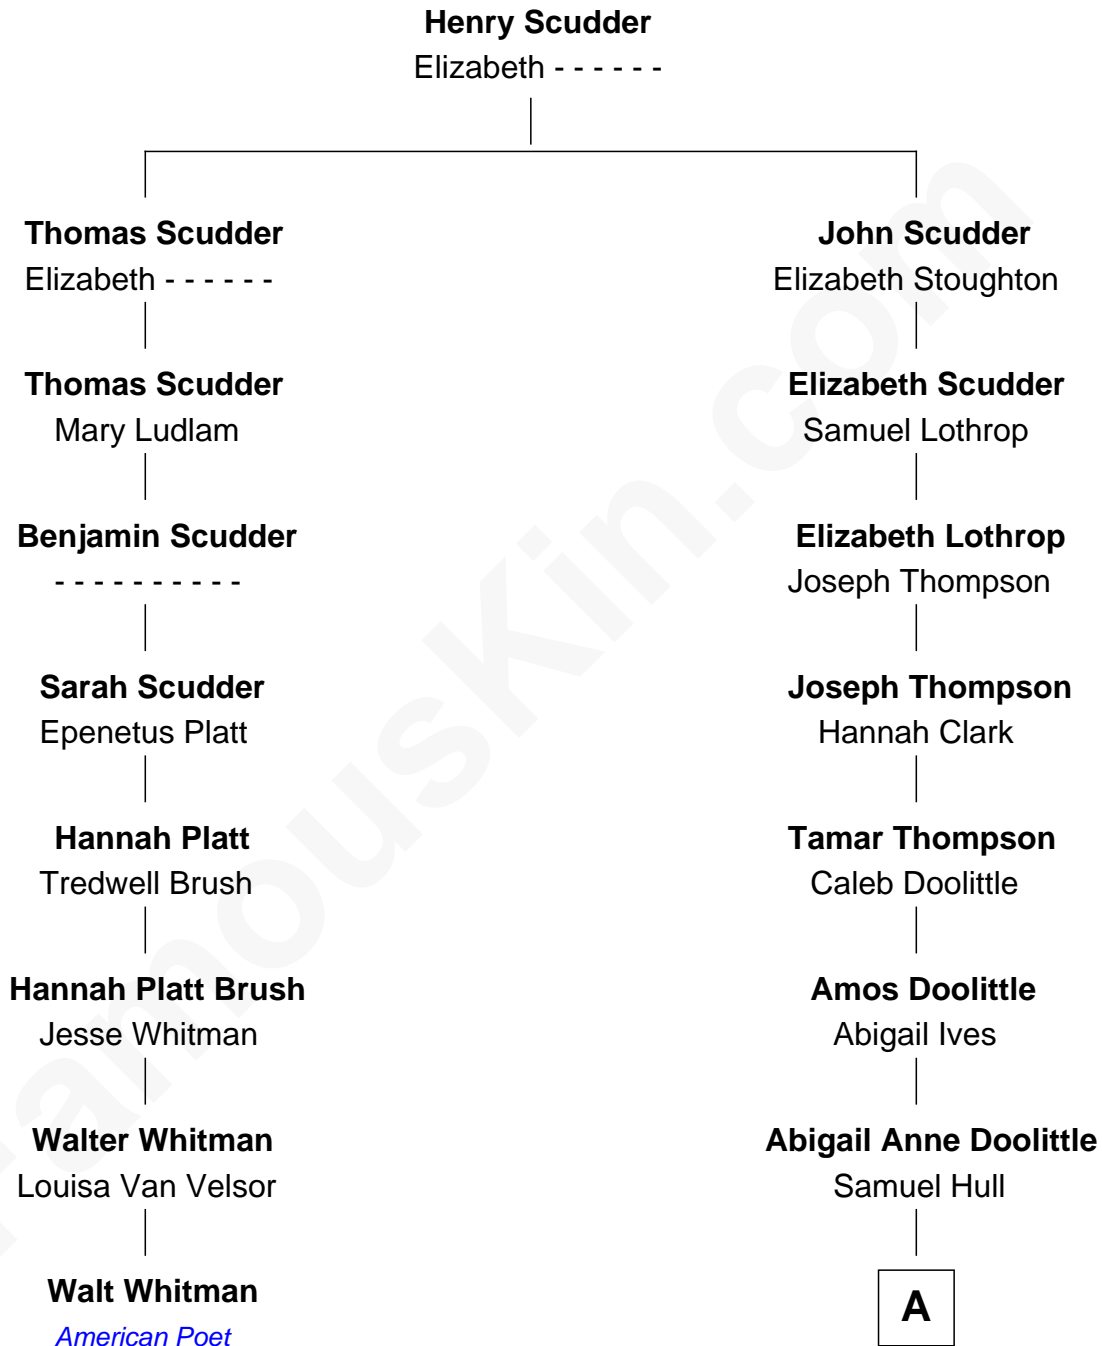 Henry Scudder
Elizabeth - - - - - -
Thomas Scudder
Elizabeth - - - - - -
John Scudder
Elizabeth Stoughton
Thomas Scudder
Mary Ludlam
Elizabeth Scudder
Samuel Lothrop
Benjamin Scudder
- - - - - - - - - -
Elizabeth Lothrop
Joseph Thompson
Sarah Scudder
Epenetus Platt
Joseph Thompson
Hannah Clark
Hannah Platt
Tredwell Brush
Tamar Thompson
Caleb Doolittle
Hannah Platt Brush
Jesse Whitman
Amos Doolittle
Abigail Ives
Walter Whitman
Louisa Van Velsor
Abigail Anne Doolittle
Samuel Hull
Walt Whitman
American Poet
A
FamousKin.com